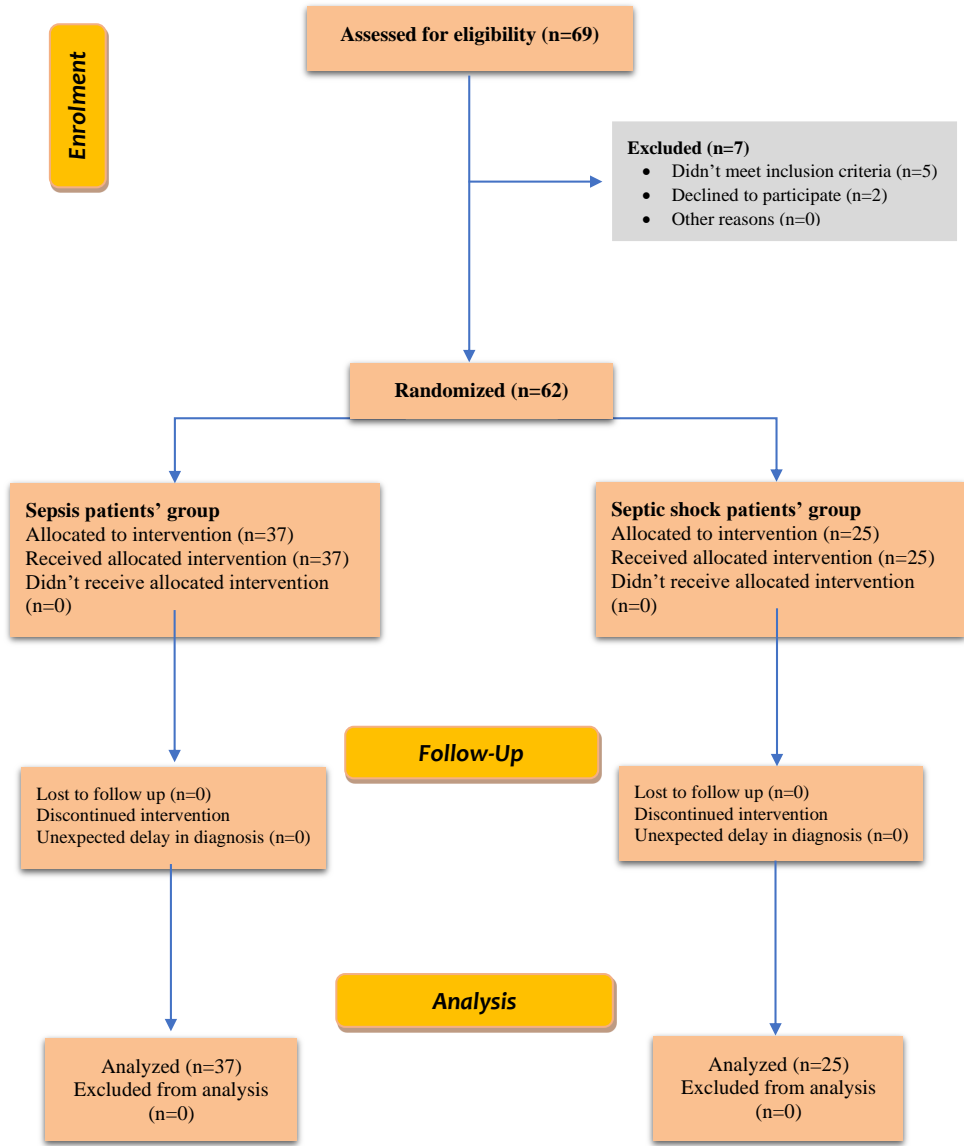 Enrolment
Assessed for eligibility (n=69)
Excluded (n=7)
• Didn’t meet inclusion criteria (n=5)
• Declined to participate (n=2)
• Other reasons (n=0)
Randomized (n=62)
Sepsis patients’ group
Allocated to intervention (n=37)
Received allocated intervention (n=37)
Didn’t receive allocated intervention
(n=0)
Septic shock patients’ group
Allocated to intervention (n=25)
Received allocated intervention (n=25)
Didn’t receive allocated intervention
(n=0)
Follow-Up
Lost to follow up (n=0)
Discontinued intervention
Unexpected delay in diagnosis (n=0)
Lost to follow up (n=0)
Discontinued intervention
Unexpected delay in diagnosis (n=0)
Analysis
Analyzed (n=37)
Excluded from analysis
(n=0)
Analyzed (n=25)
Excluded from analysis
(n=0)